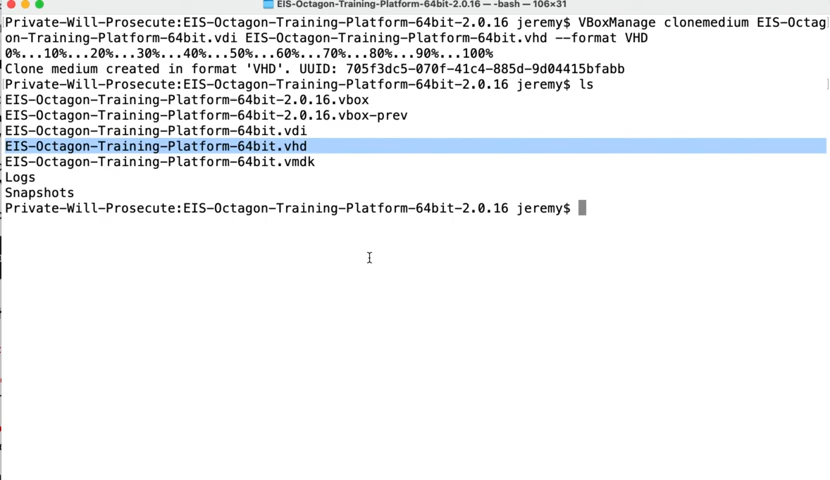 EIS-Octagon-Training-Platform-64bit-2.0.16 — -bash — 106×31
Private-Will-Prosecute:EIS-Octagon-Training-Platform-64bit-2.0.16 jeremy$ VBoxManage clonemedium EIS-Octag
on-Training-Platform-64bit.vdi EIS-Octagon-Training-Platform-64bit.vhd --format VHD
0%...10%...20%...30%...40%...50%...60%...70%...80%...90%...100%
Clone medium created in format 'VHD'. UUID: 705f3dc5-070f-41c4-885d-9d04415bfabb
Private-Will-Prosecute:EIS-Octagon-Training-Platform-64bit-2.0.16 jeremy$ ls
EIS-Octagon-Training-Platform-64bit-2.0.16.vbox
EIS-Octagon-Training-Platform-64bit-2.0.16.vbox-prev
EIS-Octagon-Training-Platform-64bit.vdi
EIS-Octagon-Training-Platform-64bit.vhd
EIS-Octagon-Training-Platform-64bit.vmdk
Logs
Snapshots
Private-Will-Prosecute:EIS-Octagon-Training-Platform-64bit-2.0.16 jeremy$